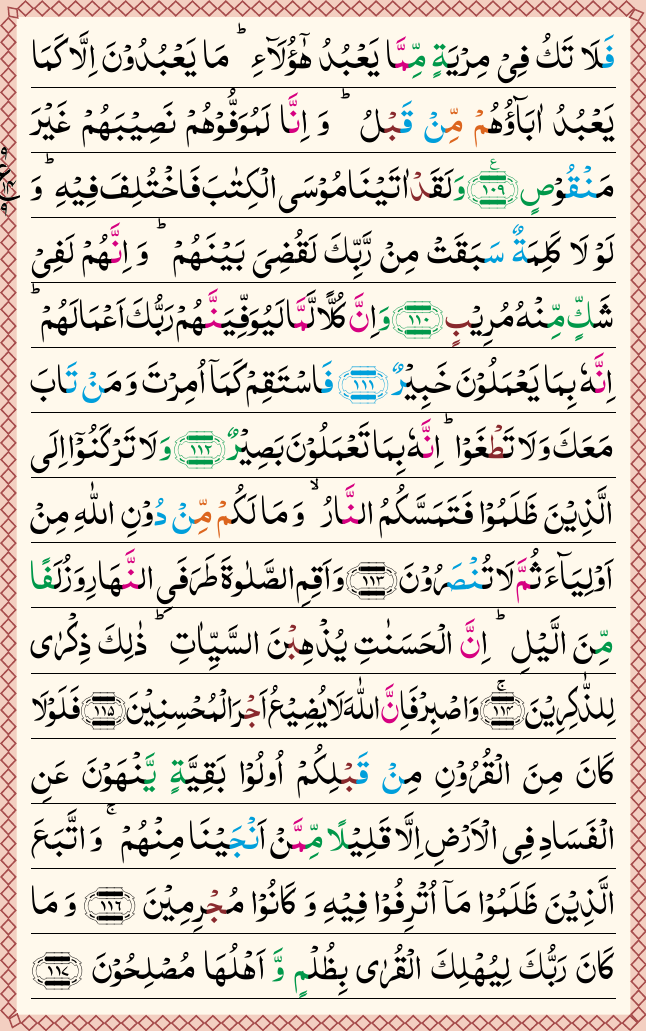 فَلَا تَكُ فِىْ مِرْيَةٍ مِّمَّا يَعْبُدُ هٰٓؤُلَآءِ ؕ مَا يَعْبُدُوْنَ اِلَّا كَمَا
يَعْبُدُ اٰبَآؤُهُمْ مِّنْ قَبْلُ ؕ وَ اِنَّا لَمُوَفُّوْهُمْ نَصِيْبَهُمْ غَيْرَ
مَنْقُوْصٍ ﴿۱۰۹﴾ وَلَقَدْ اٰتَيْنَا مُوْسَى الْكِتٰبَ فَاخْتُلِفَ فِيْهِ ؕ وَ
لَوْ لَا كَلِمَةٌ سَبَقَتْ مِنْ رَّبِّكَ لَقُضِىَ بَيْنَهُمْ ؕ وَ اِنَّهُمْ لَفِىْ
شَكٍّ مِّنْهُ مُرِيْبٍ ﴿۱۱۰﴾ وَاِنَّ كُلًّا لَّمَّا لَيُوَفِّيَنَّهُمْ رَبُّكَ اَعْمَالَهُمْ ؕ
اِنَّهٗ بِمَا يَعْمَلُوْنَ خَبِيْرٌ ﴿۱۱۱﴾ فَاسْتَقِمْ كَمَاۤ اُمِرْتَ وَمَنْ تَابَ
مَعَكَ وَلَا تَطْغَوْا ؕ اِنَّهٗ بِمَا تَعْمَلُوْنَ بَصِيْرٌ ﴿۱۱۲﴾ وَلَا تَرْكَنُوْۤا اِلَى
الَّذِيْنَ ظَلَمُوْا فَتَمَسَّكُمُ النَّارُ ۙ وَ مَا لَكُمْ مِّنْ دُوْنِ اللّٰهِ مِنْ
اَوْلِيَآءَ ثُمَّ لَا تُنْصَرُوْنَ ﴿۱۱۳﴾ وَاَقِمِ الصَّلٰوةَ طَرَفَىِ النَّهَارِ وَزُلَفًا
مِّنَ الَّيْلِ ؕ اِنَّ الْحَسَنٰتِ يُذْهِبْنَ السَّيِّاٰتِ ؕ ذٰلِكَ ذِكْرٰى
لِلذّٰكِرِيْنَ ۚ﴿۱۱۴﴾ وَاصْبِرْ فَاِنَّ اللّٰهَ لَا يُضِيْعُ اَجْرَ الْمُحْسِنِيْنَ ﴿۱۱۵﴾ فَلَوْلَا
كَانَ مِنَ الْقُرُوْنِ مِنْ قَبْلِكُمْ اُولُوْا بَقِيَّةٍ يَّنْهَوْنَ عَنِ
الْفَسَادِ فِى الْاَرْضِ اِلَّا قَلِيْلًا مِّمَّنْ اَنْجَيْنَا مِنْهُمْ ۚ وَ اتَّبَعَ
الَّذِيْنَ ظَلَمُوْا مَاۤ اُتْرِفُوْا فِيْهِ وَ كَانُوْا مُجْرِمِيْنَ ﴿۱۱۶﴾ وَ مَا
كَانَ رَبُّكَ لِيُهْلِكَ الْقُرٰى بِظُلْمٍ وَّ اَهْلُهَا مُصْلِحُوْنَ ﴿۱۱۷﴾